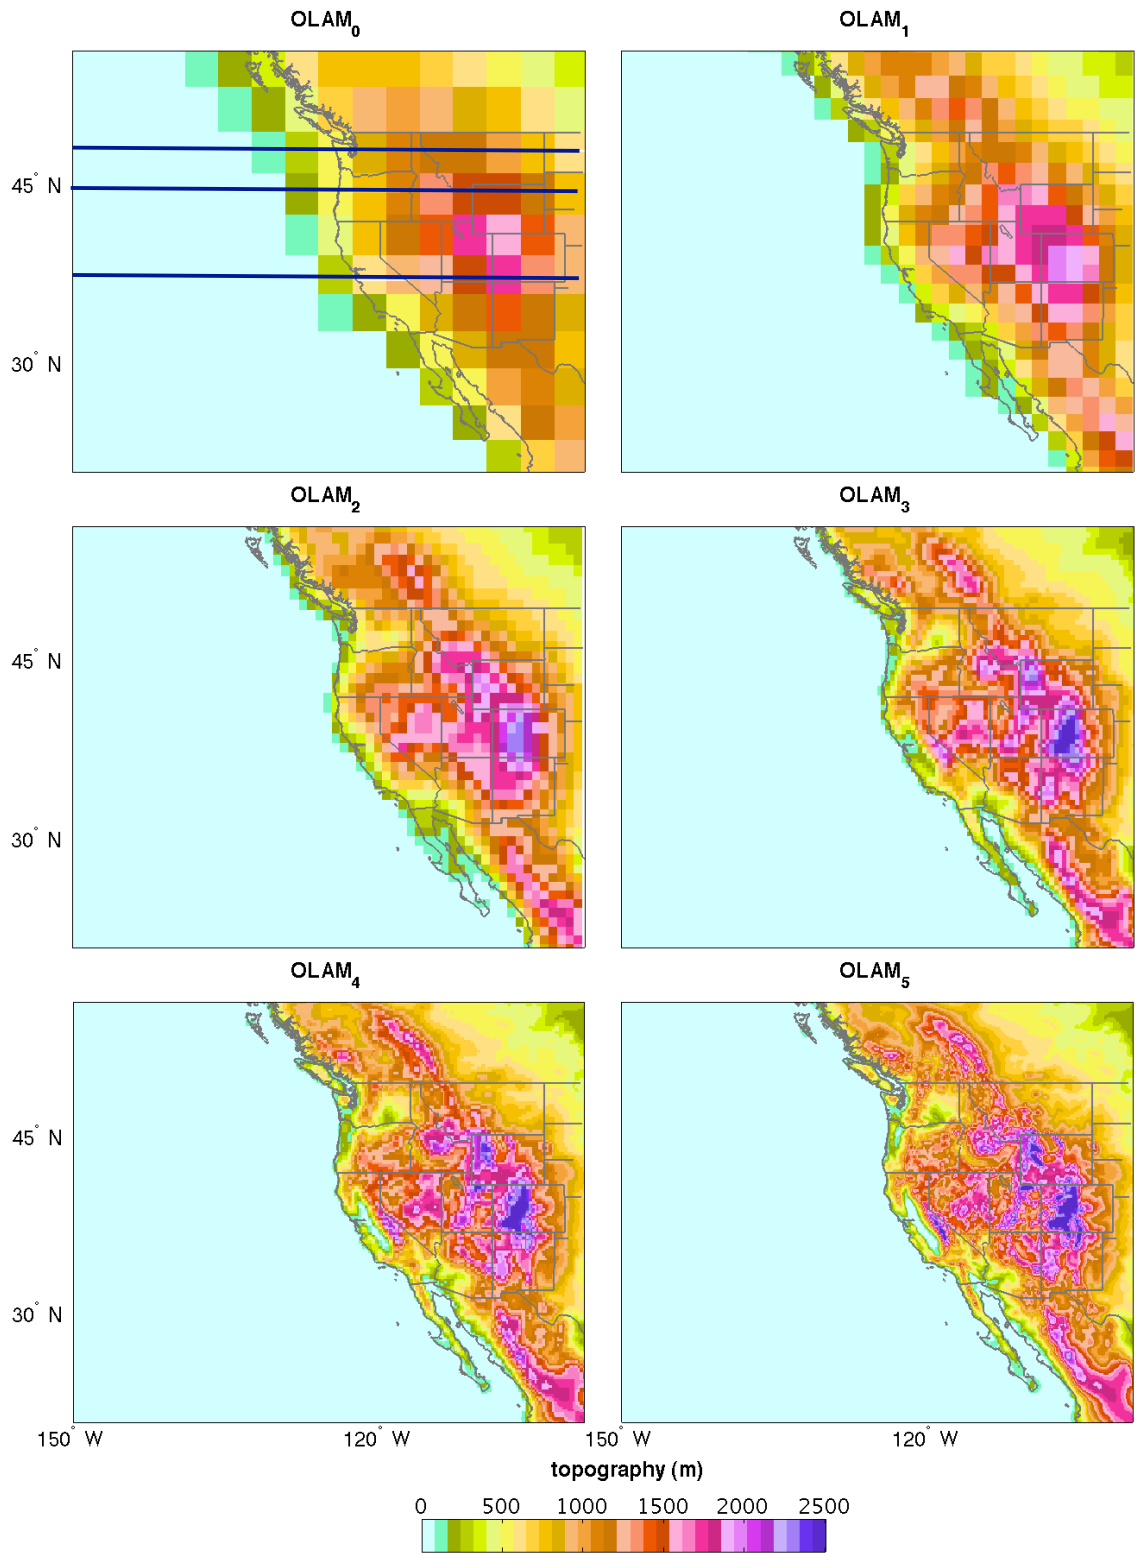 OLAM0 OLAM1
45° N
30° N
OLAM2 OLAM3
45° N
30° N
OLAM4 OLAM5
45° N
30° N
150° W 120° W 150° W 120° W
topography (m)
0 500 1000 1500 2000 2500